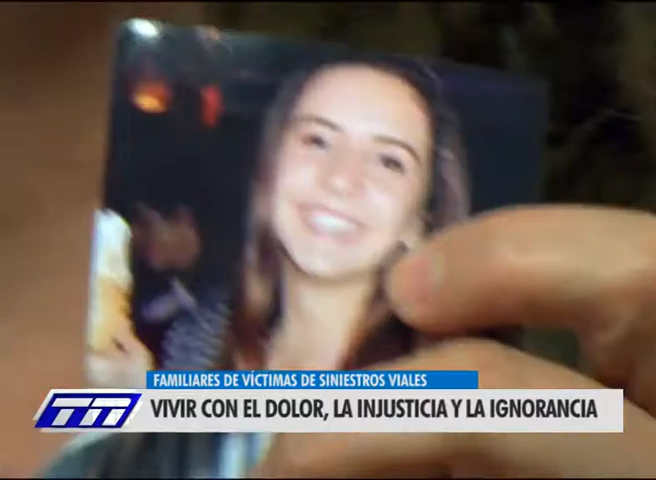 FAMILIARES DE VÍCTIMAS DE SINIESTROS VIALES
VIVIR CON EL DOLOR, LA INJUSTICIA Y LA IGNORANCIA